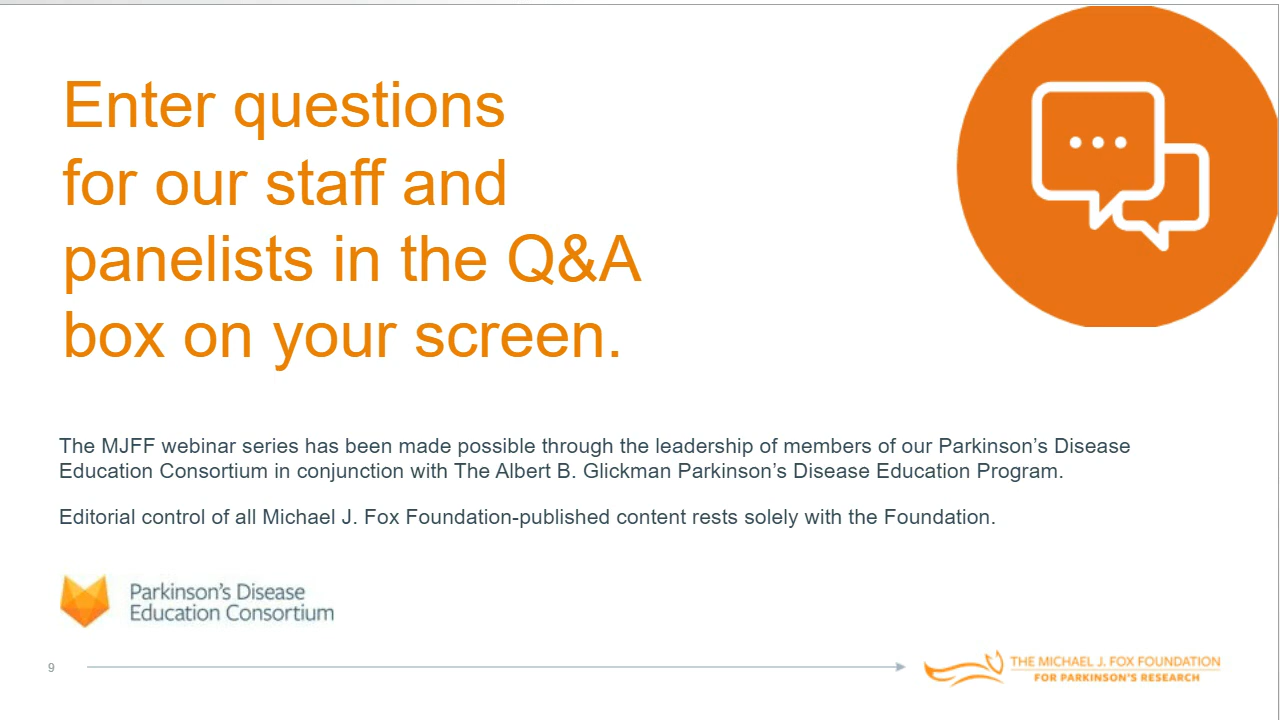 Enter questions
for our staff and
panelists in the Q&A
box on your screen.
The MJFF webinar series has been made possible through the leadership of members of our Parkinson’s Disease
Education Consortium in conjunction with The Albert B. Glickman Parkinson’s Disease Education Program.
Editorial control of all Michael J. Fox Foundation-published content rests solely with the Foundation.
Parkinson’s Disease
Education Consortium
9
THE MICHAEL J. FOX FOUNDATION
FOR PARKINSON’S RESEARCH